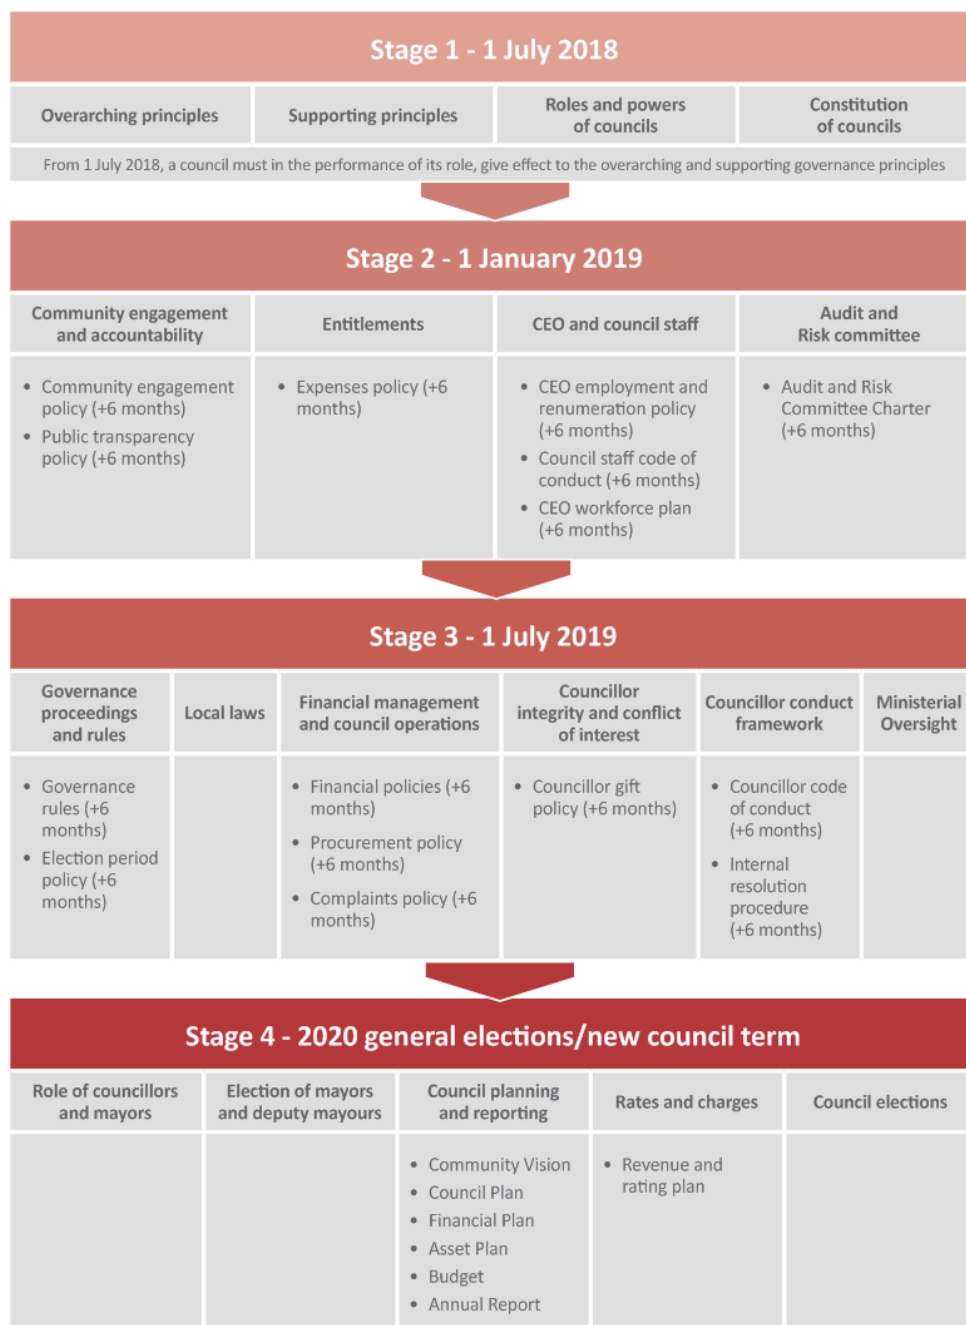 Stage 1 - 1 July 2018
Overarching principles
Supporting principles
Roles and powers
of councils
Constitution
of councils
From 1 July 2018, a council must in the performance of its role, give effect to the overarching and supporting governance principles
Stage 2 - 1 January 2019
Community engagement
and accountability
Entitlements
CEO and council staff
Audit and
Risk committee
• Community engagement
policy (+6 months)
• Public transparency
policy (+6 months)
• Expenses policy (+6
months)
• CEO employment and
renumeration policy
(+6 months)
• Council staff code of
conduct (+6 months)
• CEO workforce plan
(+6 months)
• Audit and Risk
Committee Charter
(+6 months)
Stage 3 - 1 July 2019
Governance
proceedings
and rules
Local laws
Financial management
and council operations
Councillor
integrity and conflict
of interest
Councillor conduct
framework
Ministerial
Oversight
• Governance
rules (+6
months)
• Election period
policy (+6
months)
• Financial policies (+6
months)
• Procurement policy
(+6 months)
• Complaints policy (+6
months)
• Councillor gift
policy (+6 months)
• Councillor code
of conduct
(+6 months)
• Internal
resolution
procedure
(+6 months)
Stage 4 - 2020 general elections/new council term
Role of councillors
and mayors
Election of mayors
and deputy mayours
Council planning
and reporting
Rates and charges
Council elections
• Community Vision
• Council Plan
• Financial Plan
• Asset Plan
• Budget
• Annual Report
• Revenue and
rating plan